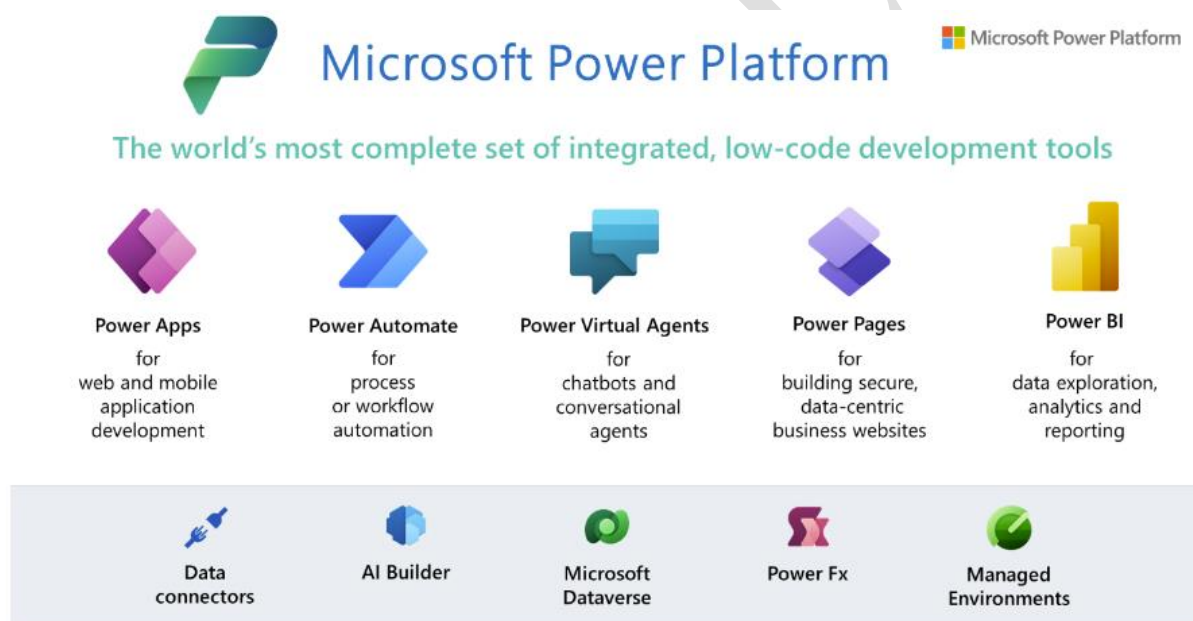 Microsoft Power Platform
Microsoft Power Platform
The world's most complete set of integrated, low-code development tools
Power Apps
for
web and mobile
application
development
Power Automate
for
process
or workflow
automation
Power Virtual Agents
for
chatbots and
conversational
agents
Power Pages
for
building secure,
data-centric
business websites
Power BI
for
data exploration,
analytics and
reporting
Data
connectors
AI Builder
Microsoft
Dataverse
Power Fx
Managed
Environments